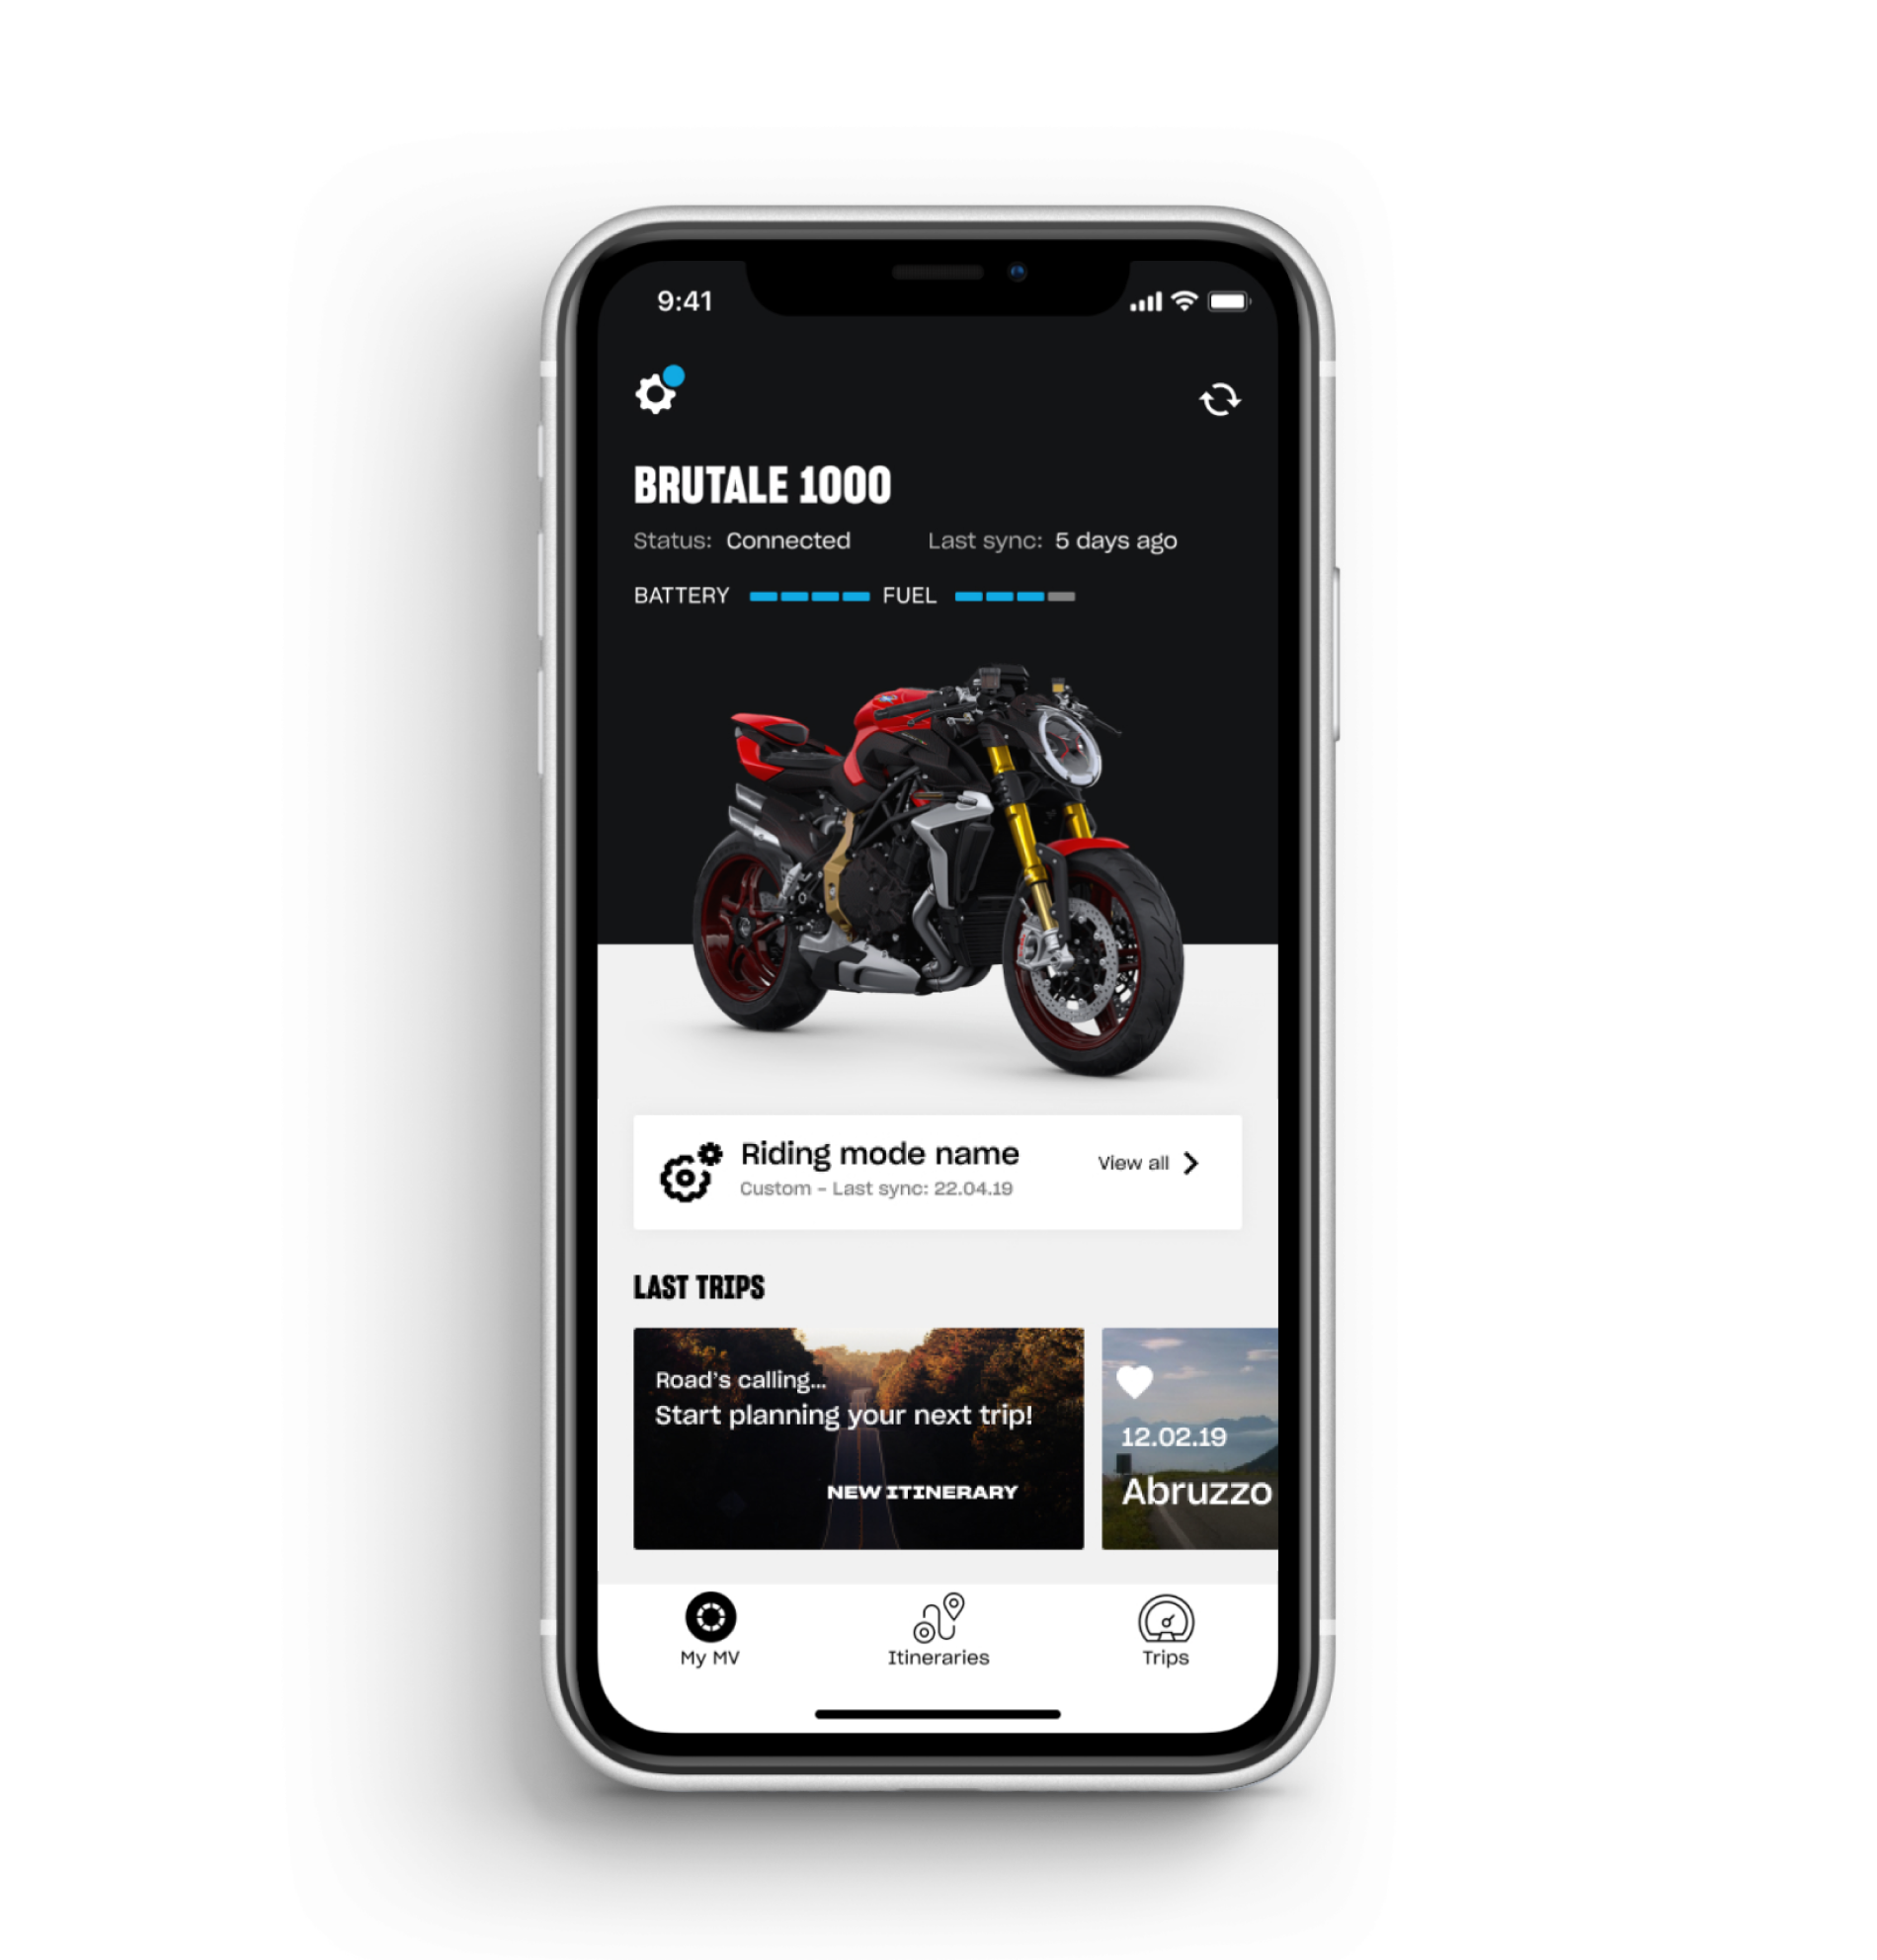 9:41
BRUTALE 1000
Status: Connected Last sync: 5 days ago
BATTERY FUEL
Riding mode name
View all
Custom - Last sync: 22.04.19
LAST TRIPS
Road's calling...
Start planning your next trip!
NEW ITINERARY
12.02.19
Abruzzo
My MV Itineraries Trips